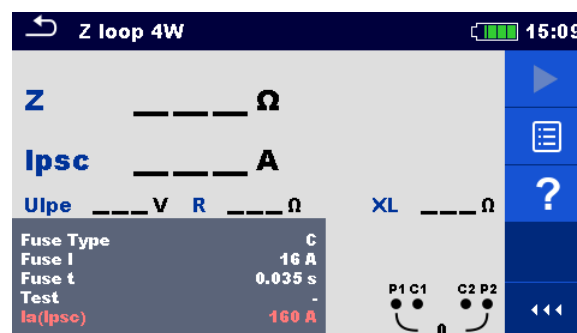 Z loop 4W 15:09
Z ___ Ω
Ipsc ___ A
Ulpe ___ V R ___ Ω XL ___ Ω
Fuse Type C
Fuse I 16 A
Fuse t 0.035 s
Test -
Ia(Ipsc) 160 A
P1 C1 C2 P2
?